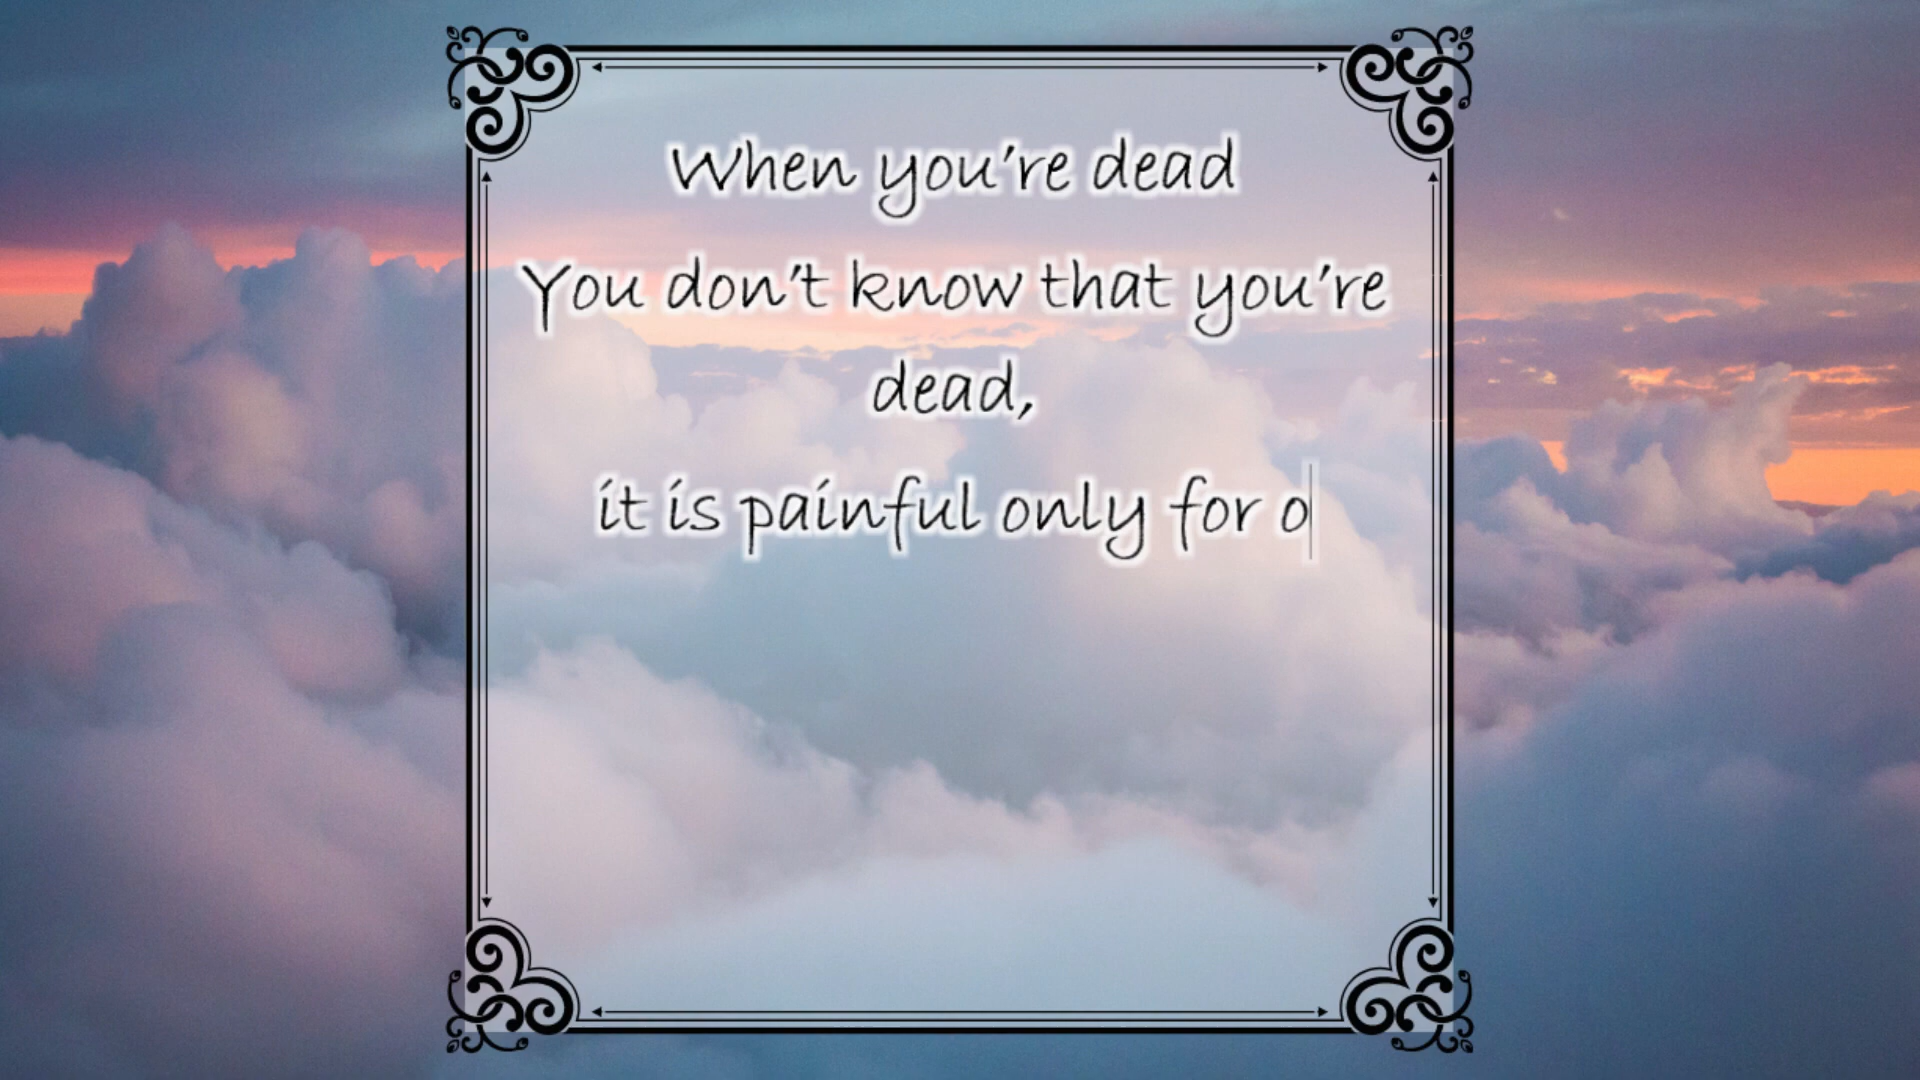 When you're dead
You don't know that you're
dead,
it is painful only for o